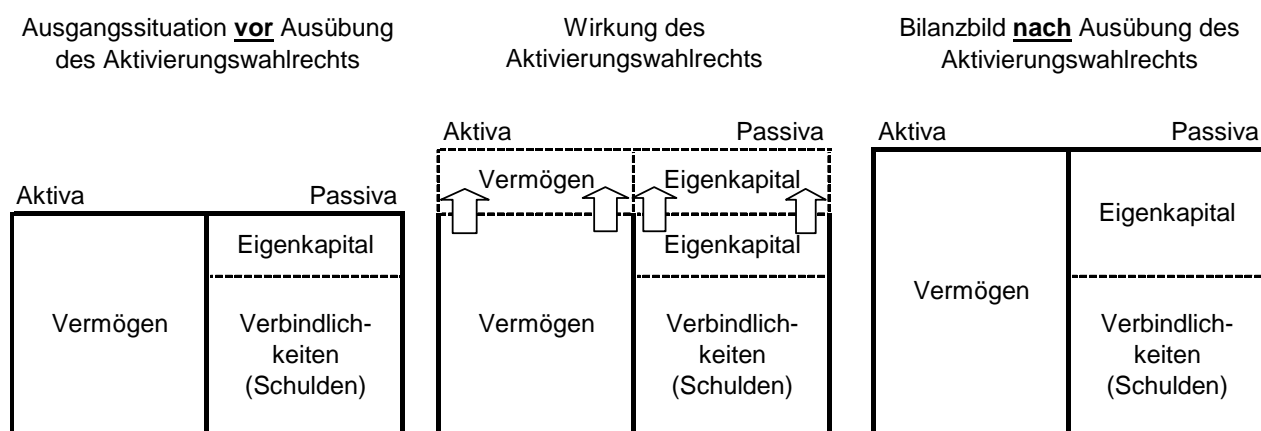 Ausgangssituation vor Ausübung
des Aktivierungswahlrechts
Aktiva Passiva
Eigenkapital
Vermögen
Verbindlich-
keiten
(Schulden)
Wirkung des
Aktivierungswahlrechts
Aktiva Passiva
Vermögen Eigenkapital
Eigenkapital
Vermögen
Verbindlich-
keiten
(Schulden)
Bilanzbild nach Ausübung des
Aktivierungswahlrechts
Aktiva Passiva
Eigenkapital
Vermögen
Verbindlich-
keiten
(Schulden)